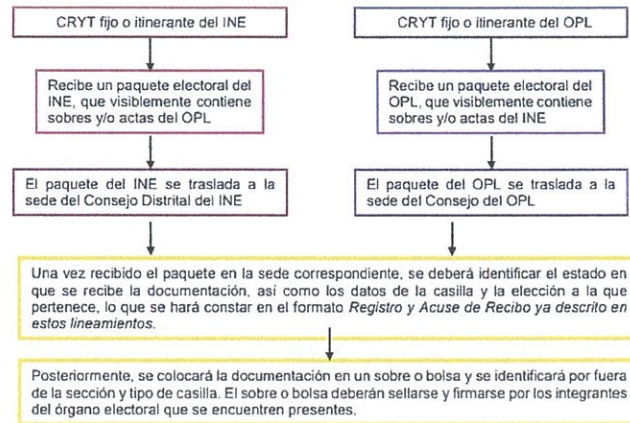 CRYT fijo o itinerante del INE
CRYT fijo o itinerante del OPL
Recibe un paquete electoral del
INE, que visiblemente contiene
sobres y/o actas del OPL
Recibe un paquete electoral del
OPL, que visiblemente contiene
sobres y/o actas del INE
El paquete del INE se traslada a la
sede del Consejo Distrital del INE
El paquete del OPL se traslada a la
sede del Consejo del OPL
Una vez recibido el paquete en la sede correspondiente, se deberá identificar el estado en
que se recibe la documentación, así como los datos de la casilla y la elección a la que
pertenece, lo que se hará constar en el formato Registro y Acuse de Recibo ya descrito en
estos lineamientos.
Posteriormente, se colocará la documentación en un sobre o bolsa y se identificará por fuera
de la sección y tipo de casilla. El sobre o bolsa deberán sellarse y firmarse por los integrantes
del órgano electoral que se encuentren presentes.